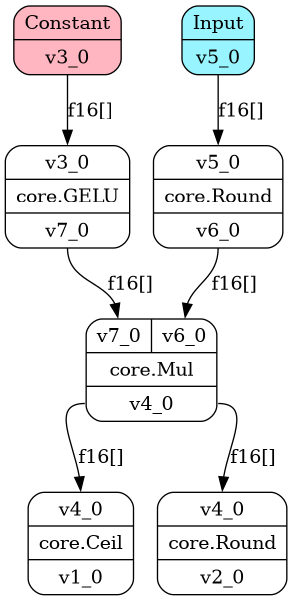 Constant
v3_0
Input
v5_0
f16[]
f16[]
v3_0
core.GELU
v7_0
v5_0
core.Round
v6_0
f16[]
f16[]
v7_0 v6_0
core.Mul
v4_0
f16[]
f16[]
v4_0
core.Ceil
v1_0
v4_0
core.Round
v2_0